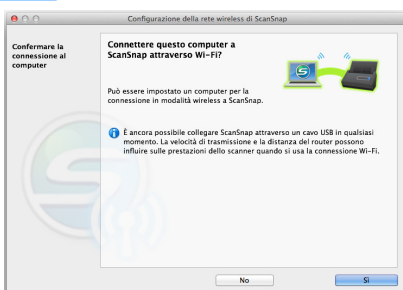 Configurazione della rete wireless di ScanSnap
Confermare la
connessione al
computer
Connettere questo computer a
ScanSnap attraverso Wi-Fi?
Può essere impostato un computer per la
connessione in modalità wireless a ScanSnap.
È ancora possibile collegare ScanSnap attraverso un cavo USB in qualsiasi
momento. La velocità di trasmissione e la distanza del router possono
influire sulle prestazioni dello scanner quando si usa la connessione Wi-Fi.
No
Sì